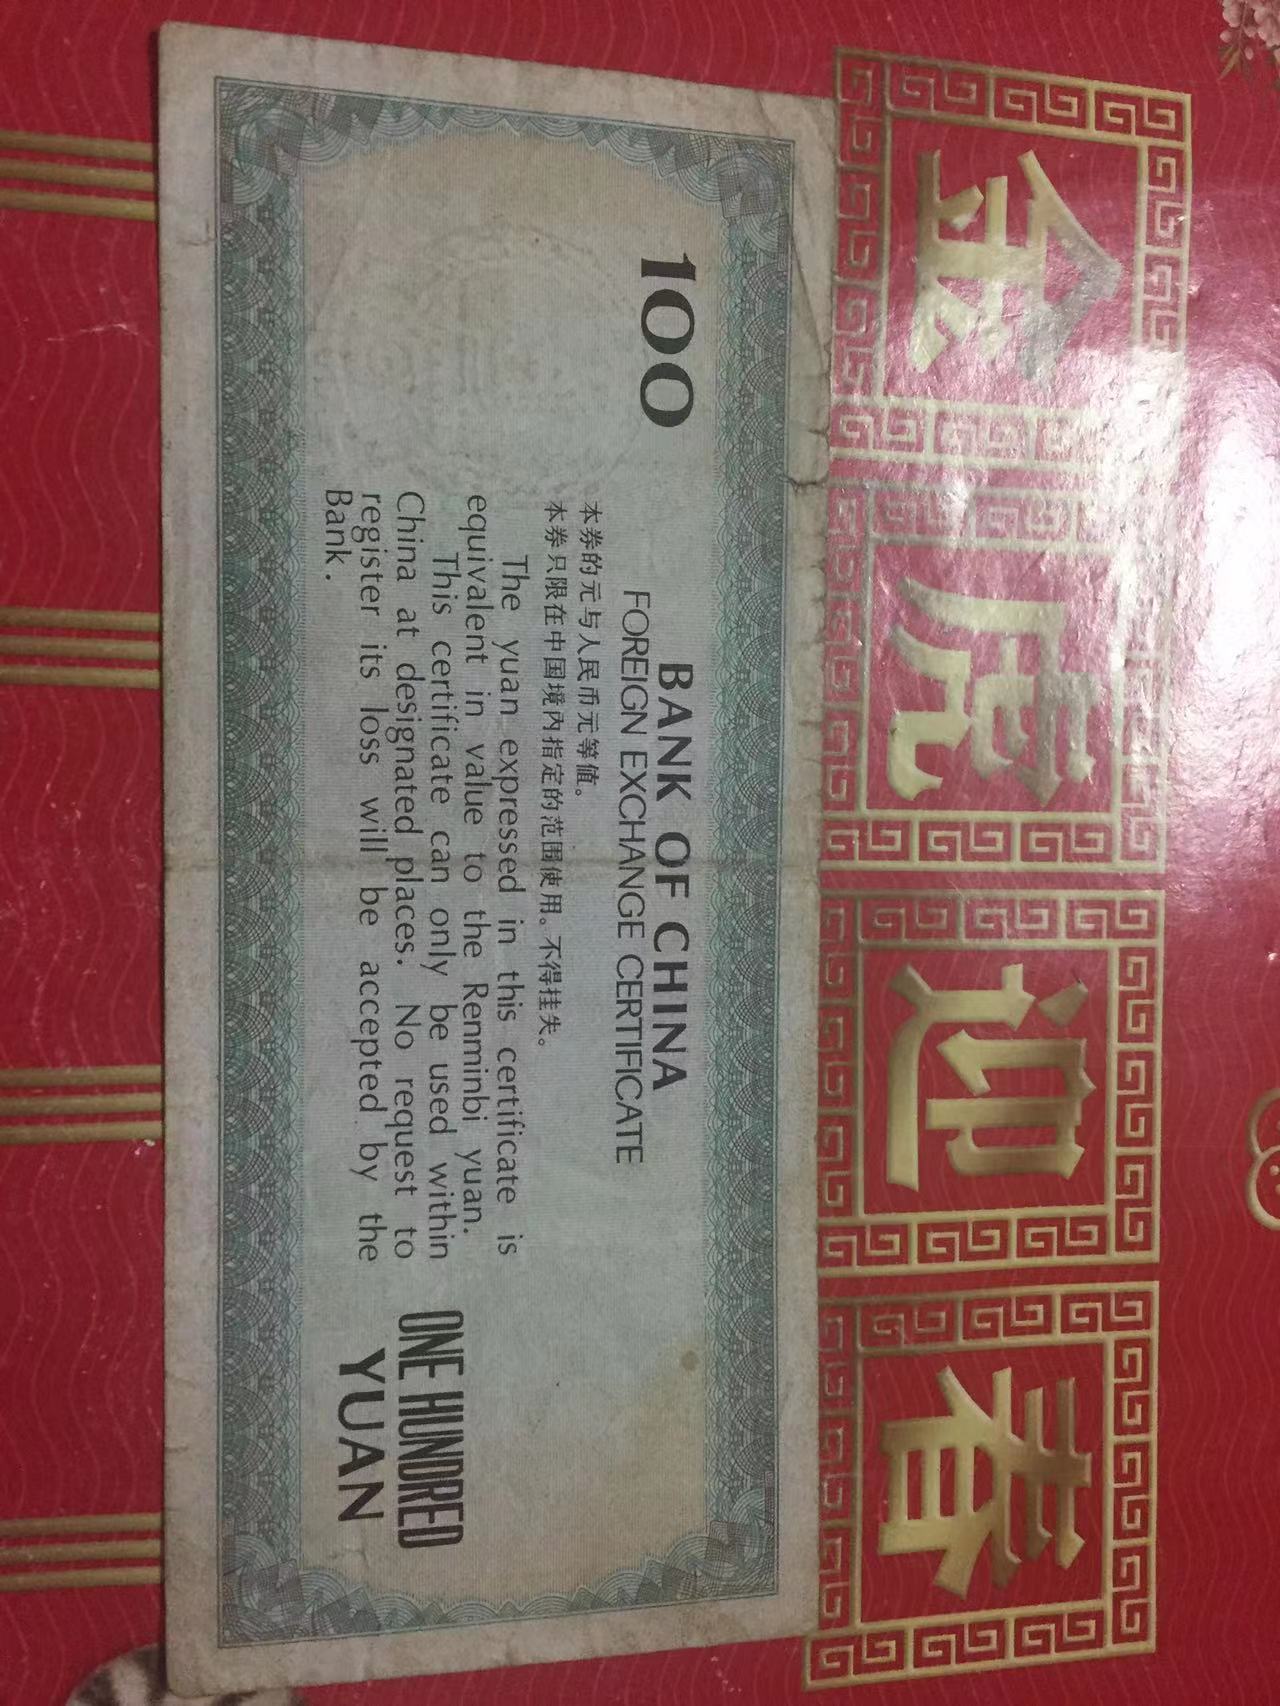 金虎迎春
100
BANK OF CHINA
FOREIGN EXCHANGE CERTIFICATE
本券的元与人民币元等值。
本券只限在中国境内指定的范围使用。不得挂失。
The yuan expressed in this certificate is
equivalent in value to the Renminbi yuan.
This certificate can only be used within
China at designated places. No request to
register its loss will be accepted by the
Bank.
ONE HUNDRED
YUAN